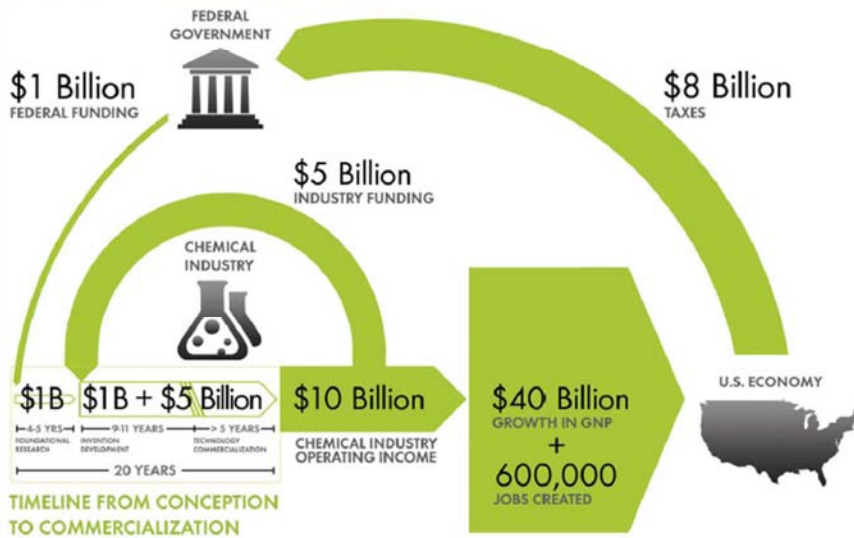 FEDERAL
GOVERNMENT
$1 Billion
FEDERAL FUNDING
$8 Billion
TAXES
$5 Billion
INDUSTRY FUNDING
CHEMICAL
INDUSTRY
$1B
$1B + $5 Billion
$10 Billion
CHEMICAL INDUSTRY
OPERATING INCOME
$40 Billion
GROWTH IN GNP
+
600,000
JOBS CREATED
U.S. ECONOMY
4-5 YRS
FOUNDATIONAL
RESEARCH
9-11 YEARS
INVENTION
DEVELOPMENT
> 5 YEARS
TECHNOLOGY
COMMERCIALIZATION
20 YEARS
TIMELINE FROM CONCEPTION
TO COMMERCIALIZATION